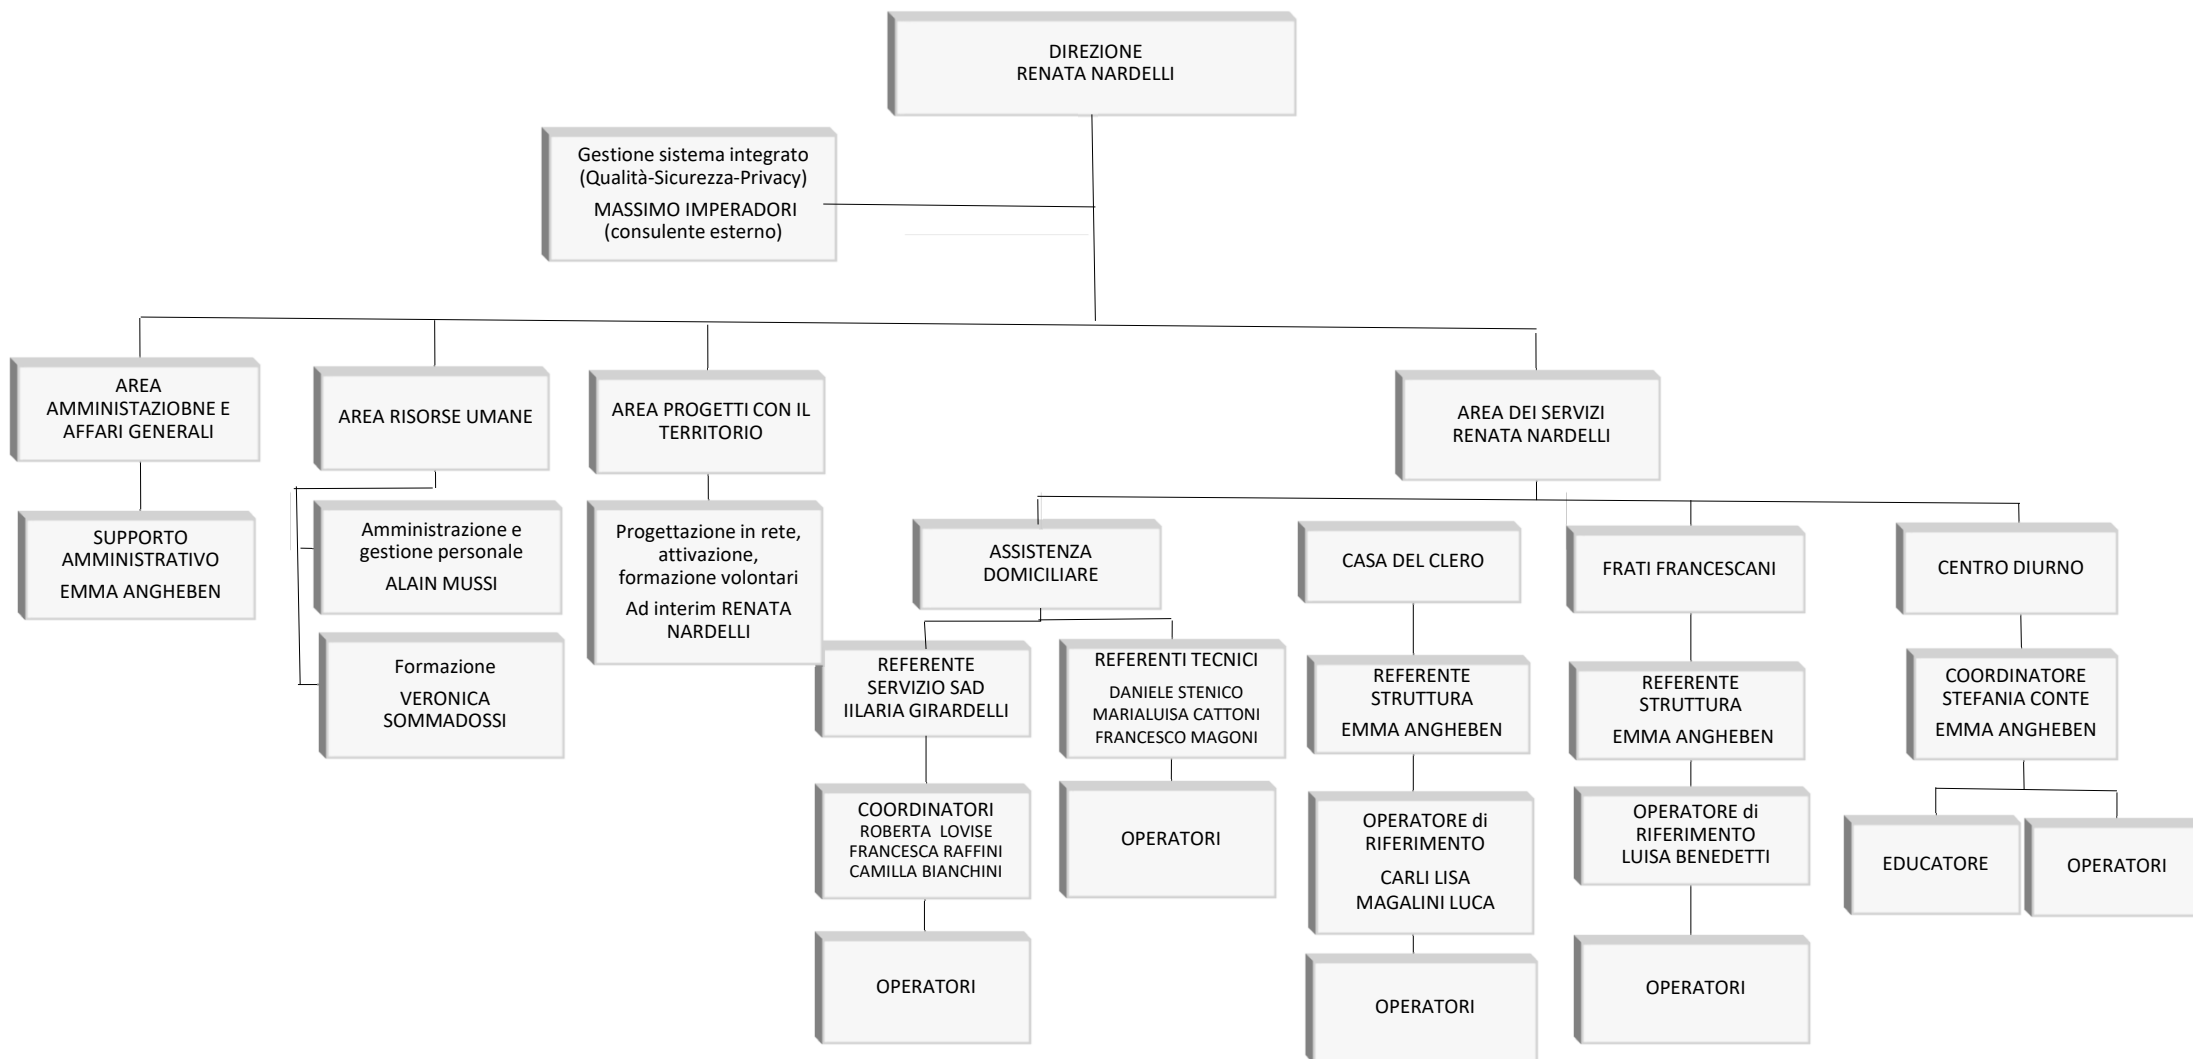 DIREZIONE
RENATA NARDELLI
Gestione sistema integrato
(Qualità-Sicurezza-Privacy)
MASSIMO IMPERADORI
(consulente esterno)
AREA
AMMINISTAZIOBNE E
AFFARI GENERALI
AREA RISORSE UMANE
AREA PROGETTI CON IL
TERRITORIO
AREA DEI SERVIZI
RENATA NARDELLI
SUPPORTO
AMMINISTRATIVO
EMMA ANGHEBEN
Amministrazione e
gestione personale
ALAIN MUSSI
Formazione
VERONICA
SOMMADOSSI
Progettazione in rete,
attivazione,
formazione volontari
Ad interim RENATA
NARDELLI
ASSISTENZA
DOMICILIARE
CASA DEL CLERO
FRATI FRANCESCANI
CENTRO DIURNO
REFERENTE
SERVIZIO SAD
IILARIA GIRARDELLI
REFERENTI TECNICI
DANIELE STENICO
MARIALUISA CATTONI
FRANCESCO MAGONI
REFERENTE
STRUTTURA
EMMA ANGHEBEN
REFERENTE
STRUTTURA
EMMA ANGHEBEN
COORDINATORE
STEFANIA CONTE
EMMA ANGHEBEN
COORDINATORI
ROBERTA  LOVISE
FRANCESCA RAFFINI
CAMILLA BIANCHINI
OPERATORI
OPERATORE di
RIFERIMENTO
CARLI LISA
MAGALINI LUCA
OPERATORE di
RIFERIMENTO
LUISA BENEDETTI
EDUCATORE
OPERATORI
OPERATORI
OPERATORI
OPERATORI